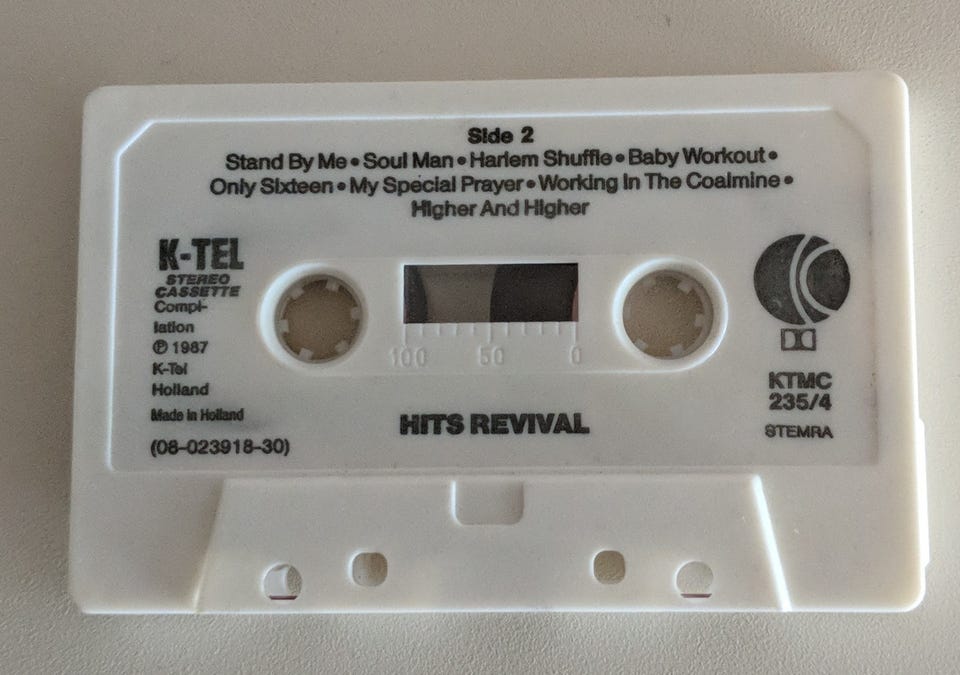 Side 2
Stand By Me • Soul Man • Harlem Shuffle • Baby Workout •
Only Sixteen • My Special Prayer • Working In The Coalmine •
Higher And Higher
K-TEL
STEREO
CASSETTE
Compi-
lation
℗ 1987
K-Tel
Holland
Made in Holland
(08-023918-30)
100 50 0
HITS REVIVAL
KTMC
235/4
STEMRA